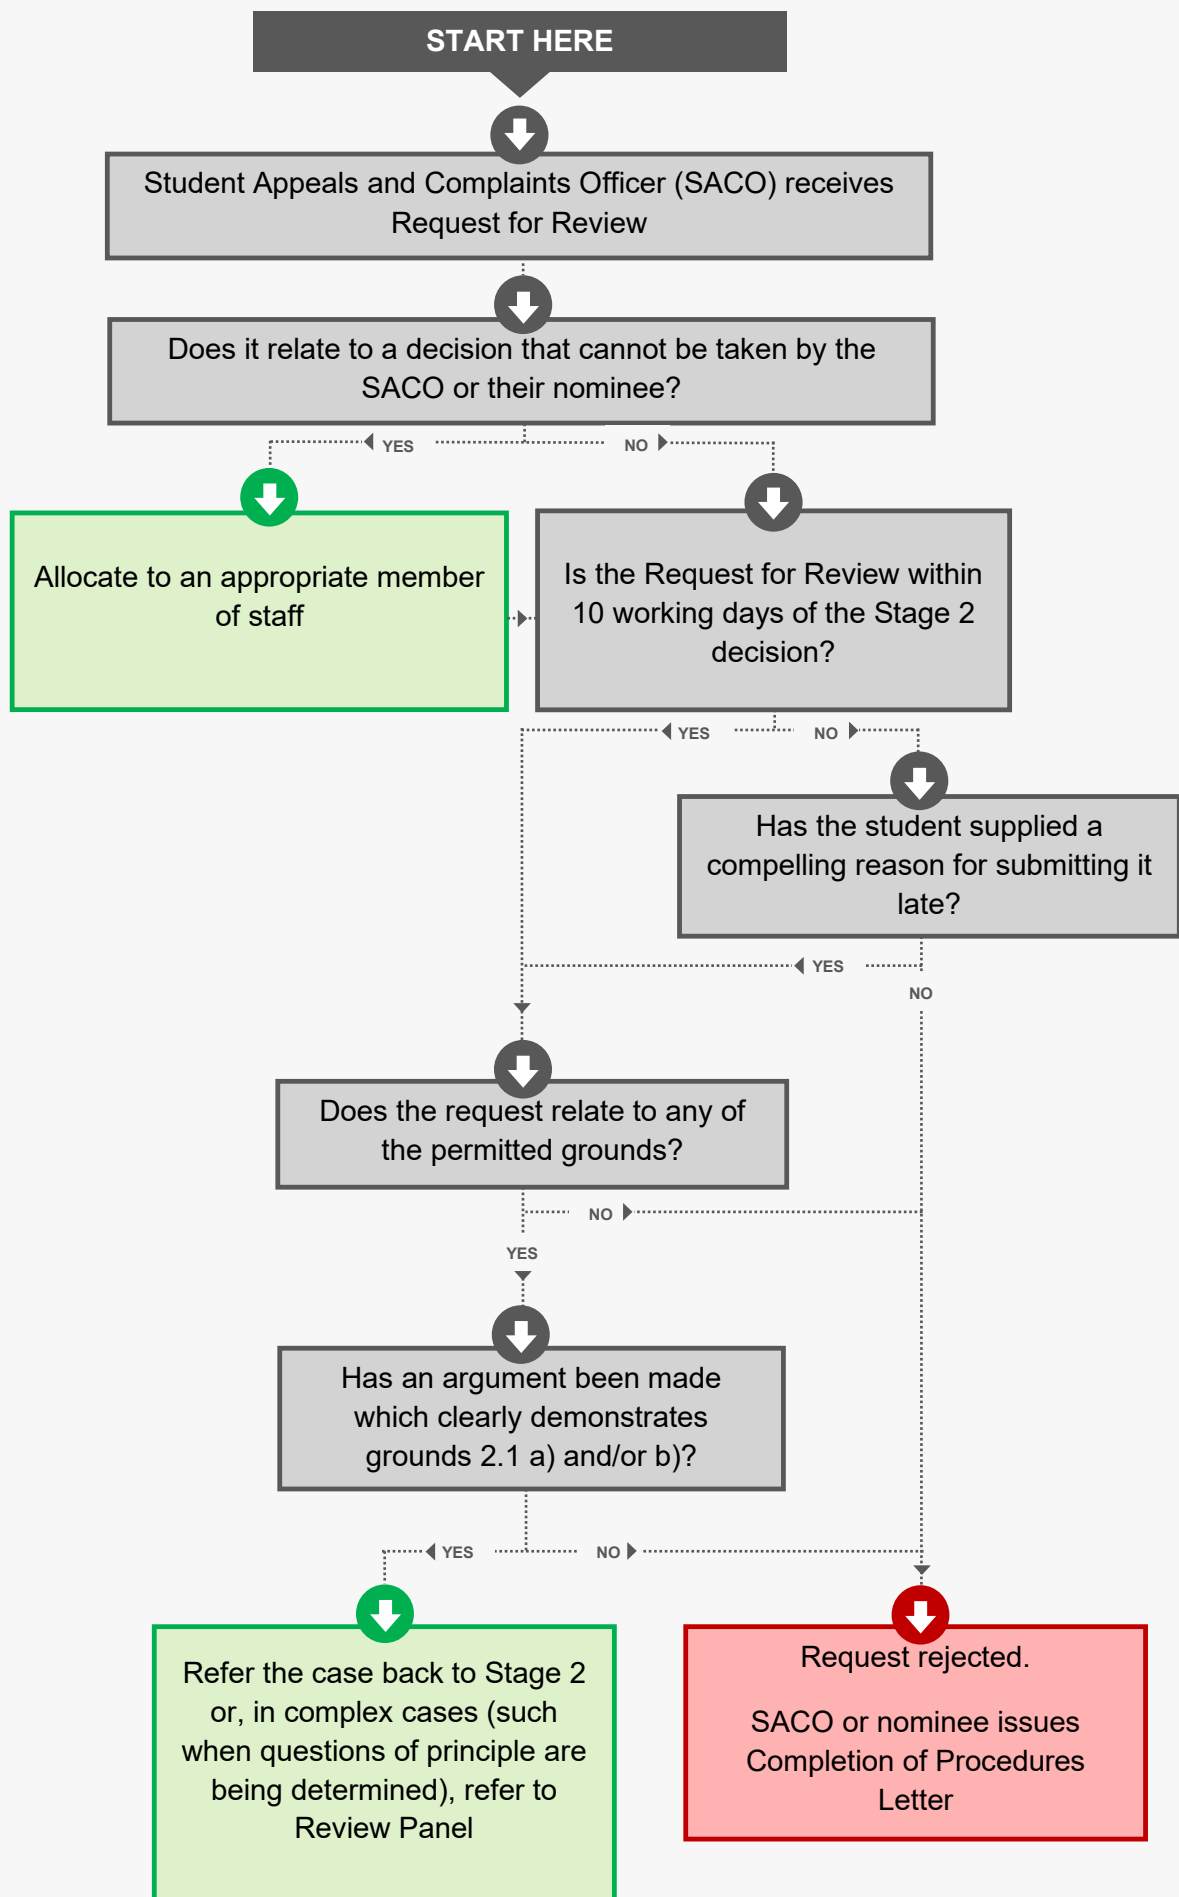 START HERE
Student Appeals and Complaints Officer (SACO) receives
Request for Review
Does it relate to a decision that cannot be taken by the
SACO or their nominee?
YES
NO
Allocate to an appropriate member
of staff
Is the Request for Review within
10 working days of the Stage 2
decision?
YES
NO
Has the student supplied a
compelling reason for submitting it
late?
YES
NO
Does the request relate to any of
the permitted grounds?
NO
YES
Has an argument been made
which clearly demonstrates
grounds 2.1 a) and/or b)?
YES
NO
Refer the case back to Stage 2
or, in complex cases (such
when questions of principle are
being determined), refer to
Review Panel
Request rejected.
SACO or nominee issues
Completion of Procedures
Letter